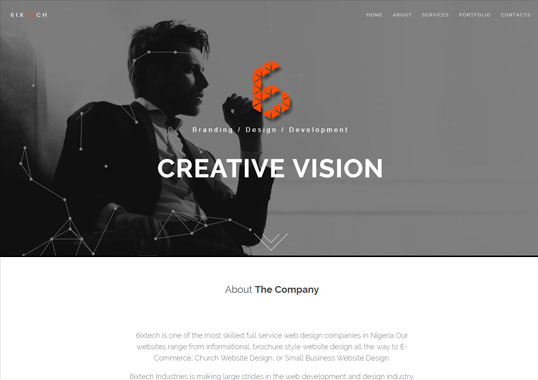 6IXTECH
HOME ABOUT SERVICES PORTFOLIO CONTACTS
6
Branding / Design / Development
CREATIVE VISION
About The Company
6ixtech is one of the most skilled full service web design companies in Nigeria Our
websites range from informational, brochure style website design all the way to E-
Commerce, Church Website Design, or Small Business Website Design.
6ixtech Industries is making large strides in the web development and design industry,